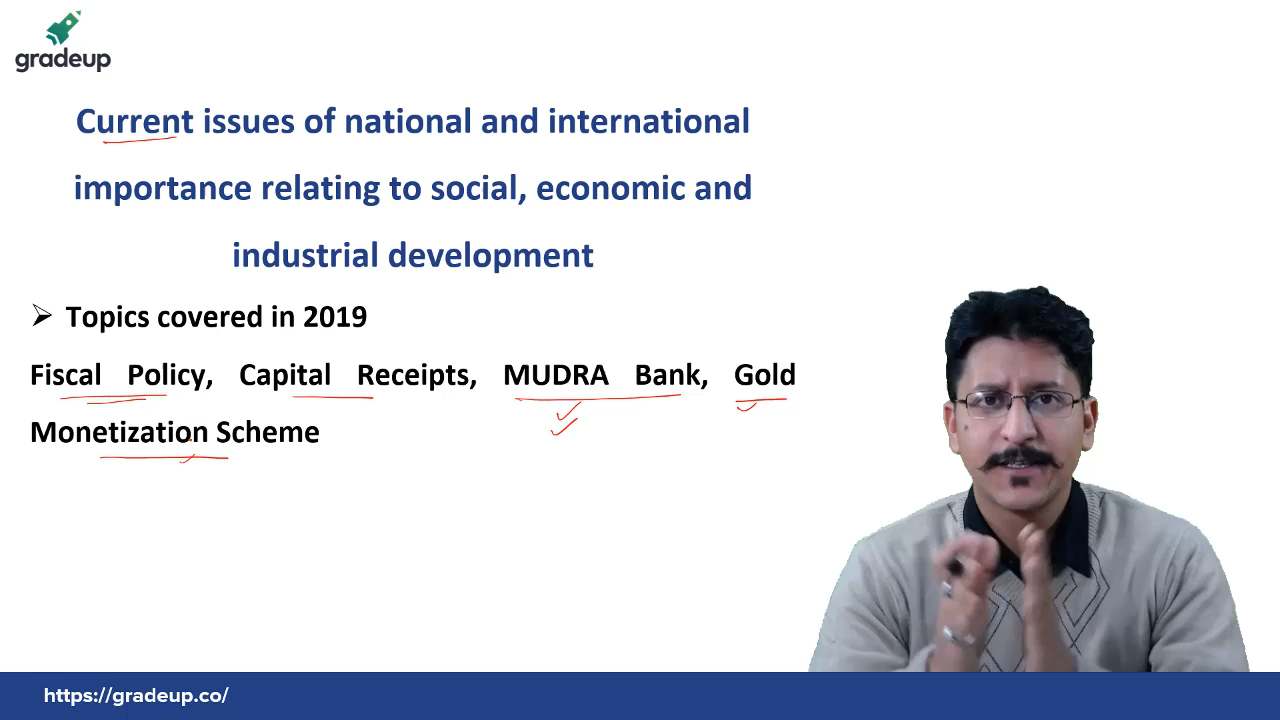 gradeup
Current issues of national and international
importance relating to social, economic and
industrial development
➢ Topics covered in 2019
Fiscal Policy, Capital Receipts, MUDRA Bank, Gold
Monetization Scheme
https://gradeup.co/